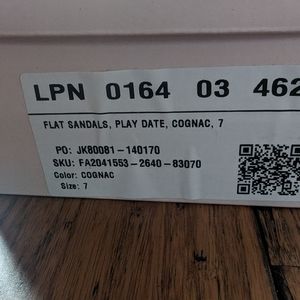 LPN 0164 03 462
FLAT SANDALS, PLAY DATE, COGNAC, 7
PO: JK80081-140170
SKU: FA2041553-2640-83070
Color: COGNAC
Size: 7